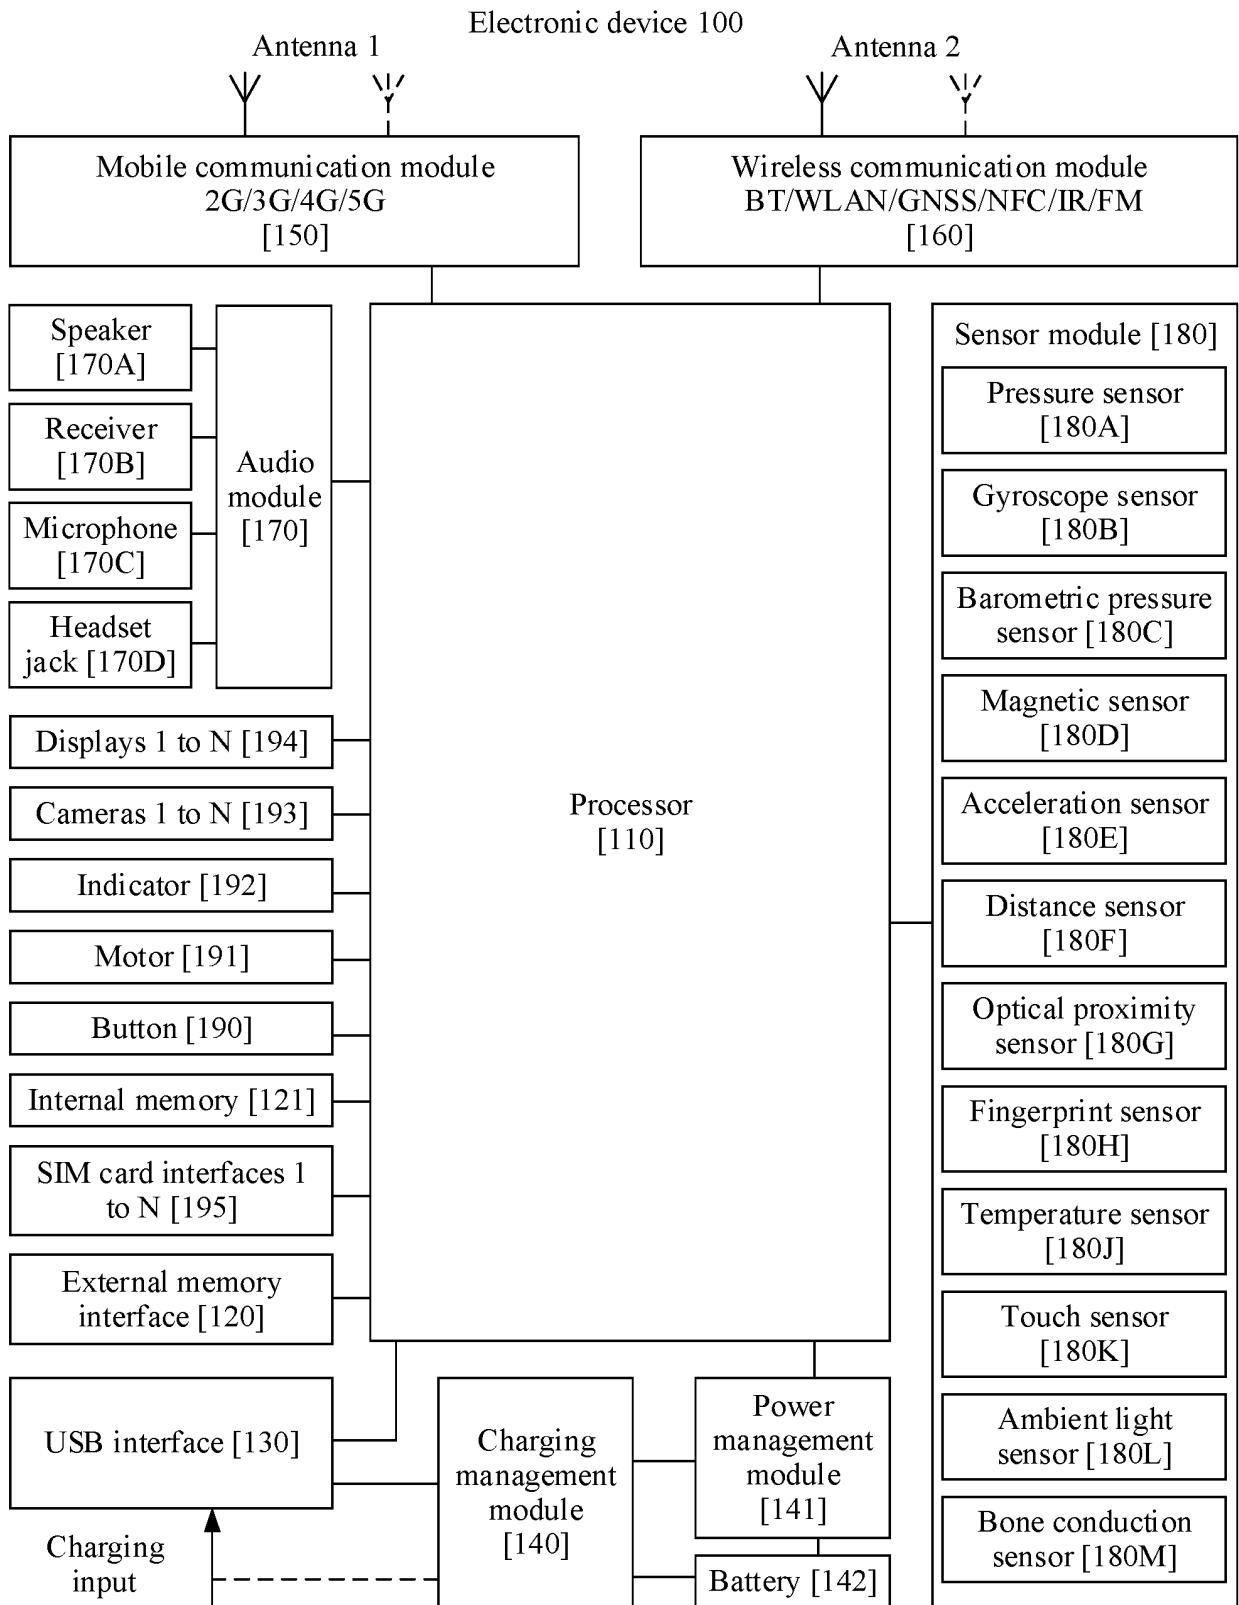 Electronic device 100
Antenna 1
Antenna 2
Mobile communication module
2G/3G/4G/5G
[150]
Wireless communication module
BT/WLAN/GNSS/NFC/IR/FM
[160]
Speaker
[170A]
Receiver
[170B]
Microphone
[170C]
Headset
jack [170D]
Audio
module
[170]
Displays 1 to N [194]
Cameras 1 to N [193]
Indicator [192]
Motor [191]
Button [190]
Internal memory [121]
SIM card interfaces 1
to N [195]
External memory
interface [120]
Processor
[110]
Sensor module [180]
Pressure sensor
[180A]
Gyroscope sensor
[180B]
Barometric pressure
sensor [180C]
Magnetic sensor
[180D]
Acceleration sensor
[180E]
Distance sensor
[180F]
Optical proximity
sensor [180G]
Fingerprint sensor
[180H]
Temperature sensor
[180J]
Touch sensor
[180K]
Ambient light
sensor [180L]
Bone conduction
sensor [180M]
USB interface [130]
Charging
input
Charging
management
module
[140]
Power
management
module
[141]
Battery [142]